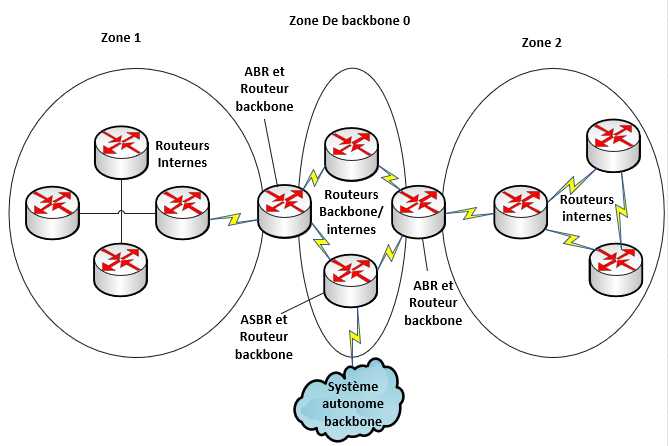 Zone De backbone 0
Zone 1
Zone 2
ABR et
Routeur
backbone
Routeurs
Internes
Routeurs
Backbone/
internes
Routeurs
internes
ABR et
Routeur
backbone
ASBR et
Routeur
backbone
Système
autonome
backbone